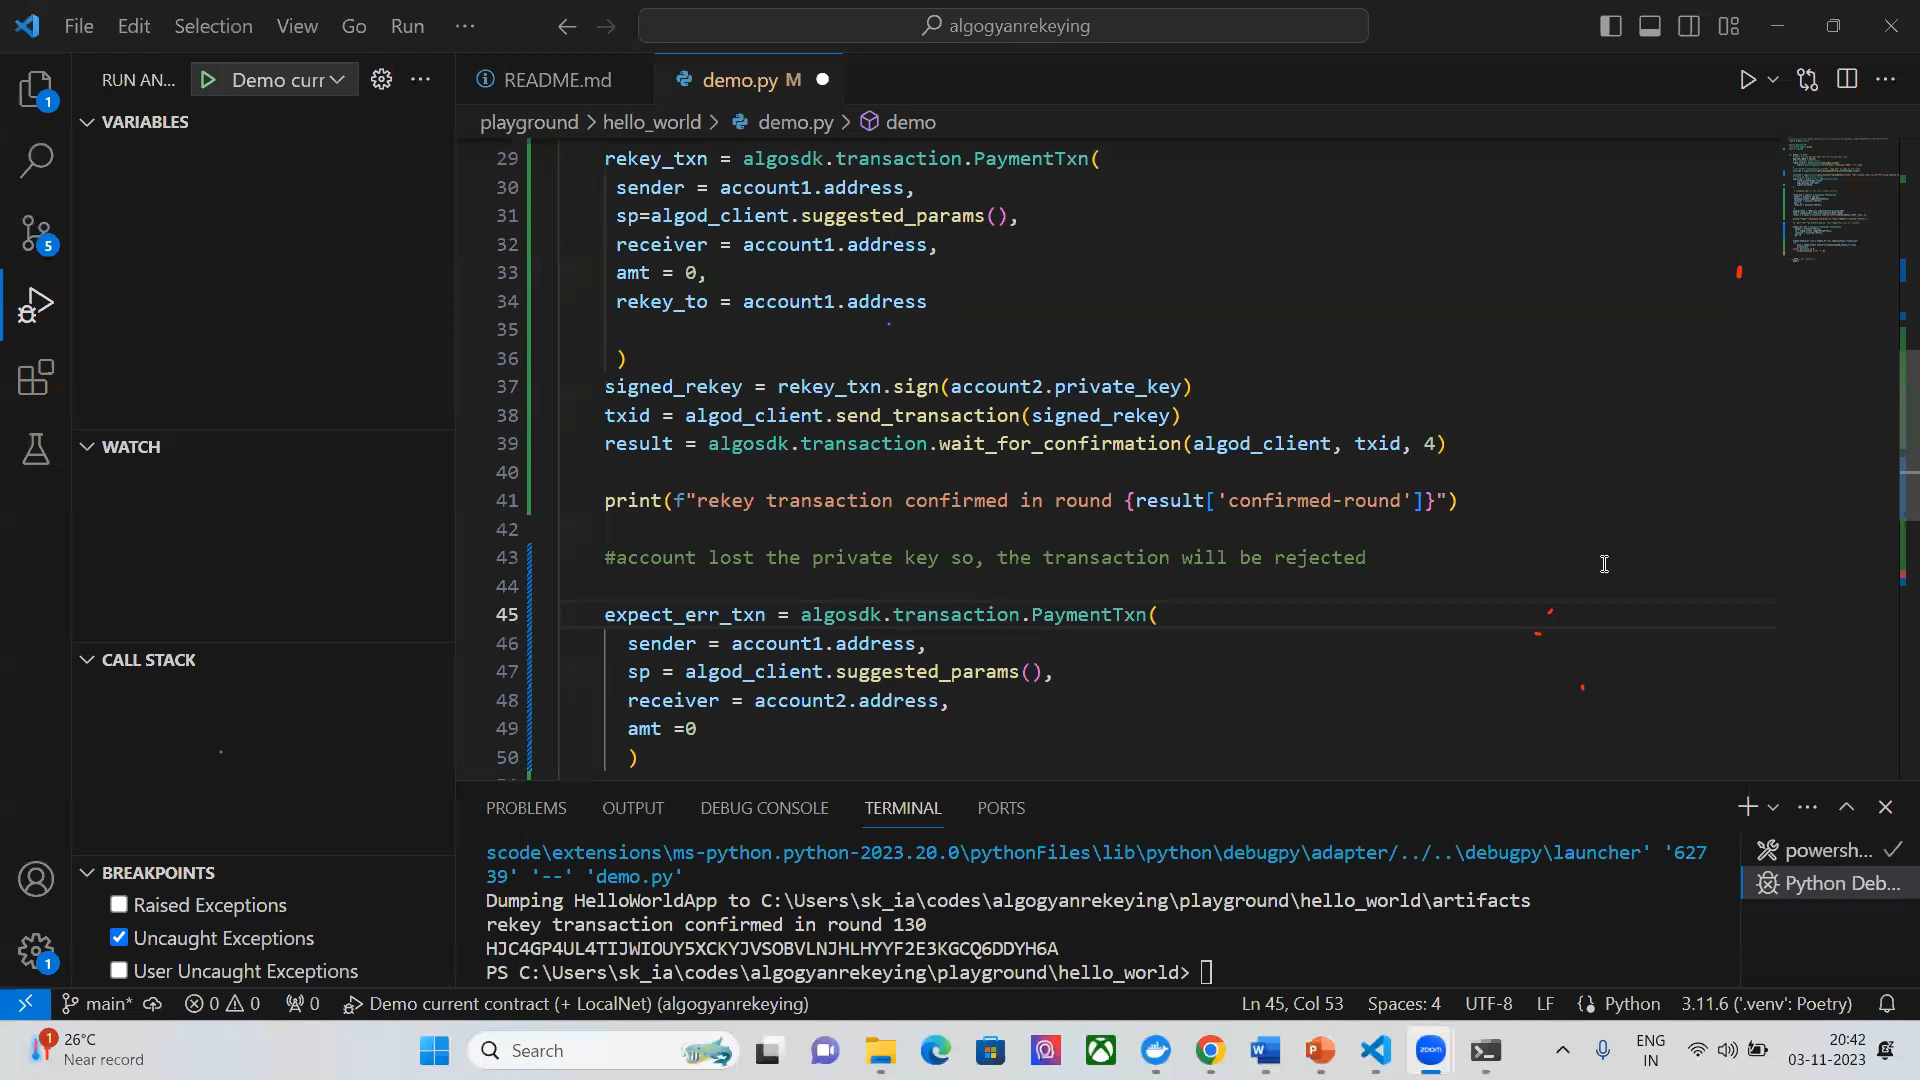 File Edit Selection View Go Run ···
algogyanrekeying
RUN AN... Demo curr
README.md
demo.py M
playground > hello_world > demo.py > demo
VARIABLES
WATCH
CALL STACK
BREAKPOINTS
Raised Exceptions
Uncaught Exceptions
User Uncaught Exceptions
29 rekey_txn = algosdk.transaction.PaymentTxn(
30 sender = account1.address,
31 sp=algod_client.suggested_params(),
32 receiver = account1.address,
33 amt = 0,
34 rekey_to = account1.address
35
36 )
37 signed_rekey = rekey_txn.sign(account2.private_key)
38 txid = algod_client.send_transaction(signed_rekey)
39 result = algosdk.transaction.wait_for_confirmation(algod_client, txid, 4)
40
41 print(f"rekey transaction confirmed in round {result['confirmed-round']}")
42
43 #account lost the private key so, the transaction will be rejected
44
45 expect_err_txn = algosdk.transaction.PaymentTxn(
46 sender = account1.address,
47 sp = algod_client.suggested_params(),
48 receiver = account2.address,
49 amt =0
50 )
PROBLEMS OUTPUT DEBUG CONSOLE TERMINAL PORTS
scode\extensions\ms-python.python-2023.20.0\pythonFiles\lib\python\debugpy\adapter/../..\debugpy\launcher' '627
39' '--' 'demo.py'
Dumping HelloWorldApp to C:\Users\sk_ia\codes\algogyanrekeying\playground\hello_world\artifacts
rekey transaction confirmed in round 130
HJC4GP4UL4TIJWIOUY5XCKYJVSOBVLNJHLHYYF2E3KGCQ6DDYH6A
PS C:\Users\sk_ia\codes\algogyanrekeying\playground\hello_world>
powersh...
Python Deb...
1
5
1
main* 0 0 0 Demo current contract (+ LocalNet) (algogyanrekeying)
Ln 45, Col 53 Spaces: 4 UTF-8 LF Python 3.11.6 ('.venv': Poetry)
1
26°C
Near record
Search
zoom
ENG
IN
20:42
03-11-2023